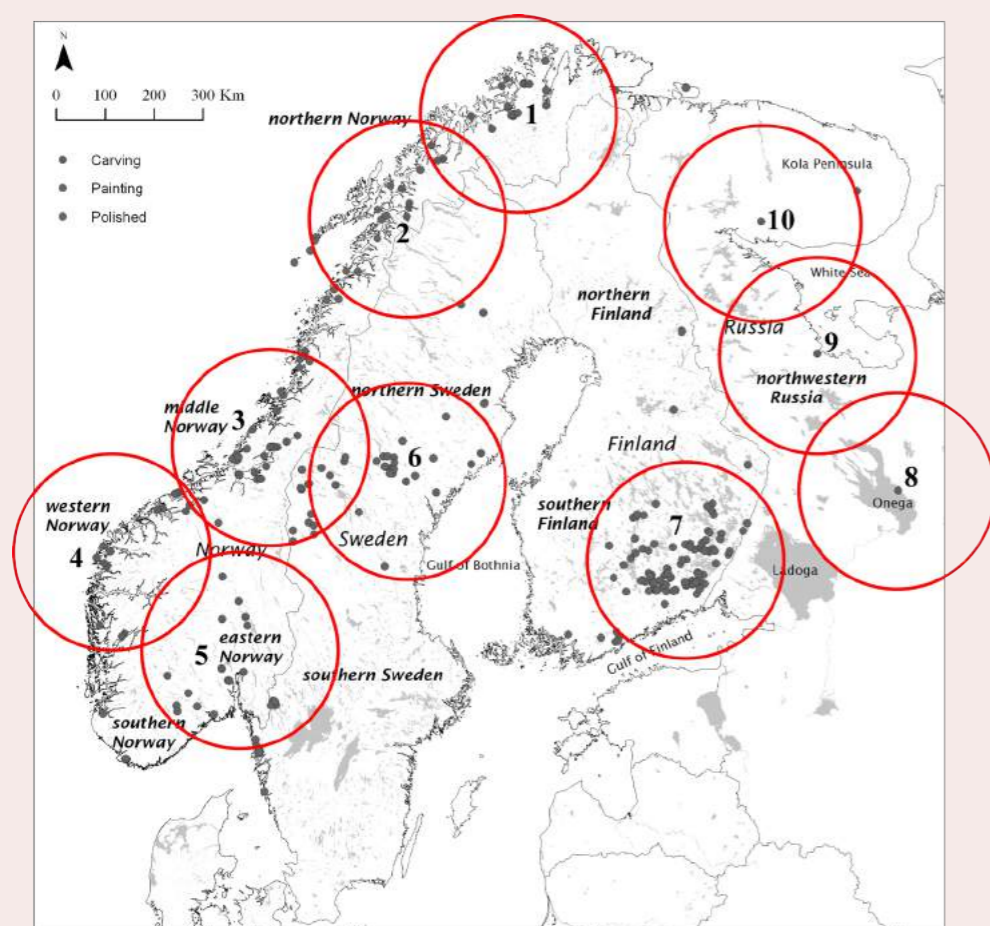 N
0 100 200 300 Km
Carving
Painting
Polished
northern Norway
1
Kola Peninsula
2
10
White Sea
northern
Finland
Russia
9
northwestern
Russia
middle
Norway 3
northern Sweden
6
Finland
8
Onega
western
Norway
4
southern
Finland
7
Norway
Sweden
Gulf of Bothnia
Ladoga
5
eastern
Norway
Gulf of Finland
southern Sweden
southern
Norway